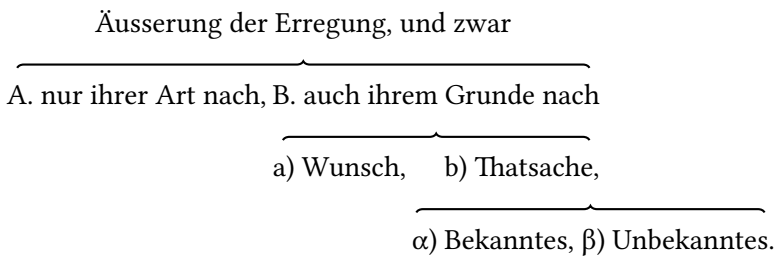 Äusserung der Erregung, und zwar
A. nur ihrer Art nach, B. auch ihrem Grunde nach
a) Wunsch, b) Thatsache,
α) Bekanntes, β) Unbekanntes.